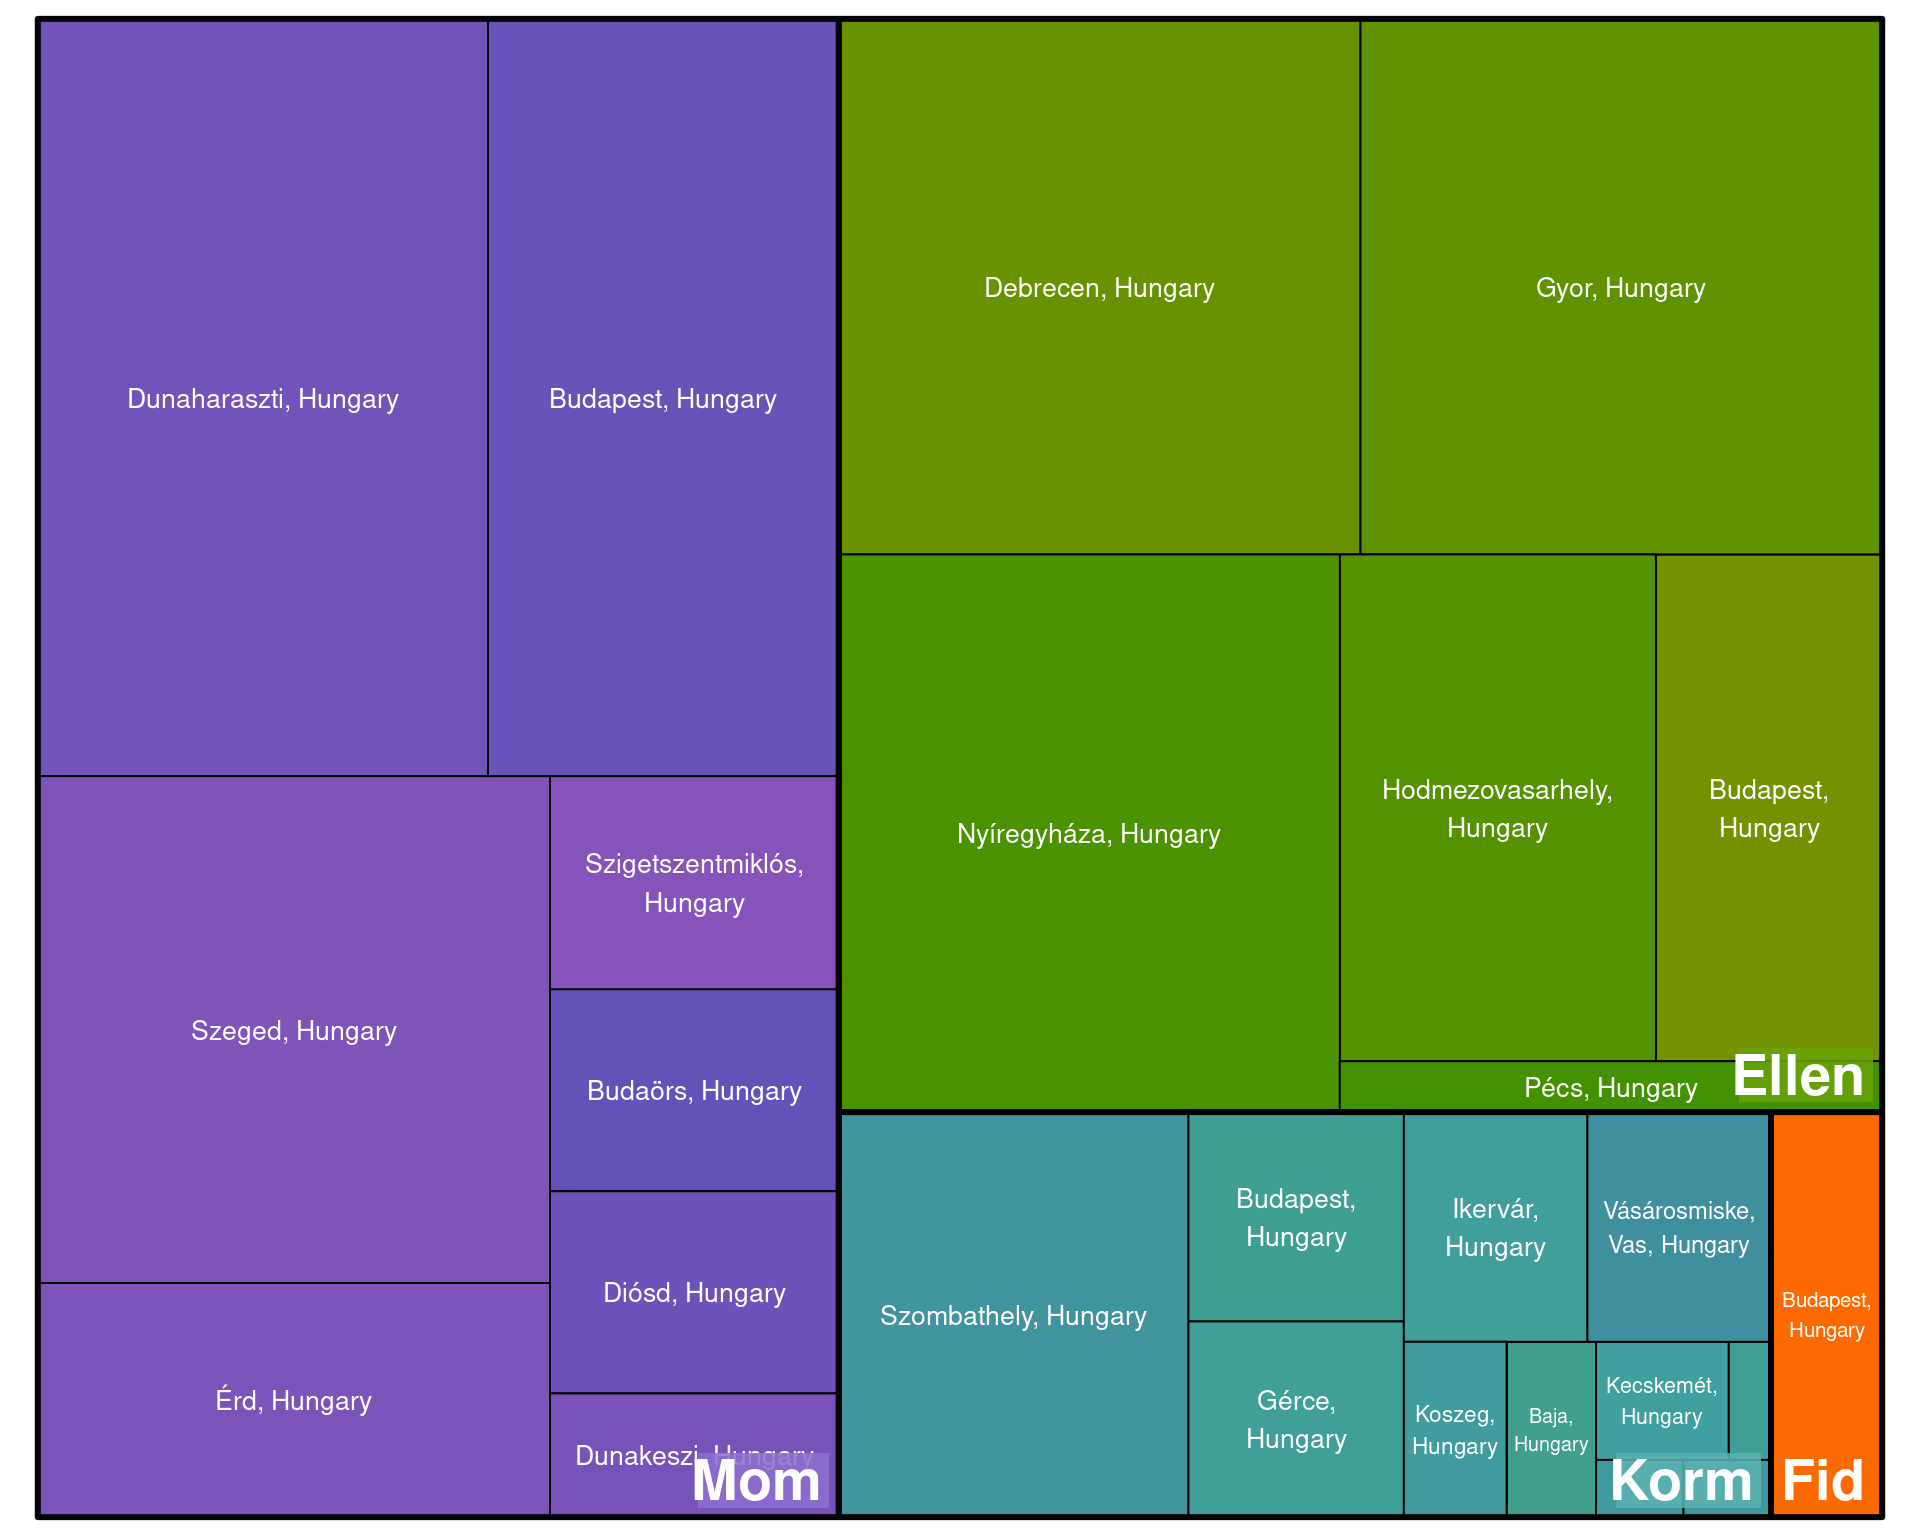 Dunaharaszti, Hungary
Budapest, Hungary
Szeged, Hungary
Szigetszentmiklós,
Hungary
Budaörs, Hungary
Diósd, Hungary
Érd, Hungary
Dunakeszi, Hungary
Mom
Debrecen, Hungary
Gyor, Hungary
Nyíregyháza, Hungary
Hodmezovasarhely,
Hungary
Budapest,
Hungary
Pécs, Hungary
Ellen
Szombathely, Hungary
Budapest,
Hungary
Gérce,
Hungary
Ikervár,
Hungary
Vásárosmiske,
Vas, Hungary
Koszeg,
Hungary
Baja,
Hungary
Kecskemét,
Hungary
Korm
Budapest,
Hungary
Fid